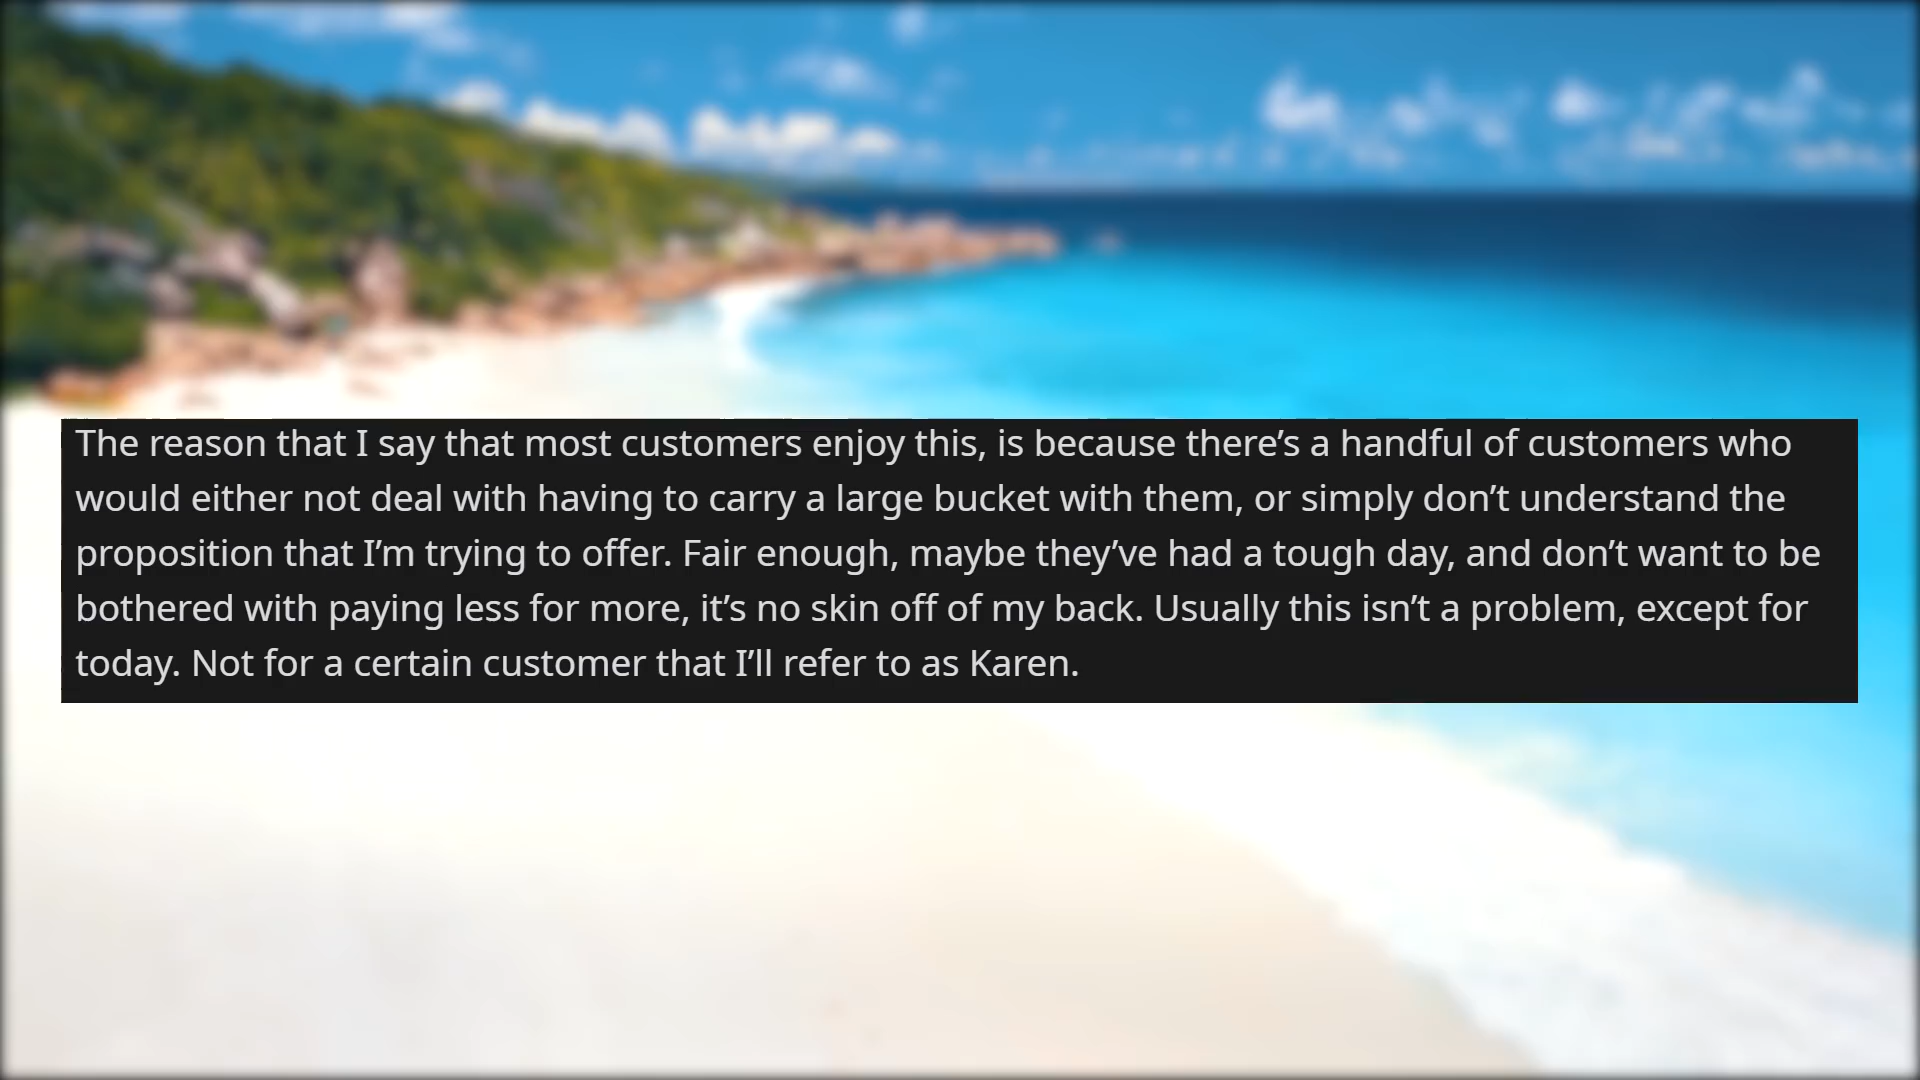 The reason that I say that most customers enjoy this, is because there’s a handful of customers who
would either not deal with having to carry a large bucket with them, or simply don’t understand the
proposition that I’m trying to offer. Fair enough, maybe they’ve had a tough day, and don’t want to be
bothered with paying less for more, it’s no skin off of my back. Usually this isn’t a problem, except for
today. Not for a certain customer that I’ll refer to as Karen.